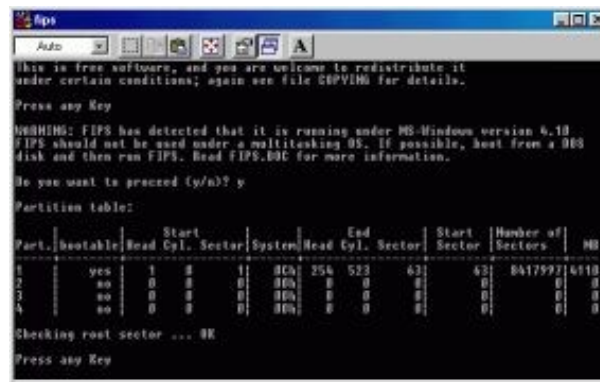 fips
Auto
A
This is free software, and you are welcome to redistribute it
under certain conditions; again see file COPYING for details.
Press any Key
WARNING: FIPS has detected that it is running under MS-Windows version 4.10
FIPS should not be used under a multitasking OS. If possible, boot from a DOS
disk and then run FIPS. Read FIPS.DOC for more information.
Do you want to proceed (y/n)? y
Partition table:
| | Start | | End | Start |Number of|
Part.|bootable|Head Cyl. Sector|System|Head Cyl. Sector| Sector |Sectors | MB
1 | yes | 1 0 1| 0Ch| 254 523 63| 63| 8417997|4110
2 | no | 0 0 0| 00h| 0 0 0| 0| 0| 0
3 | no | 0 0 0| 00h| 0 0 0| 0| 0| 0
4 | no | 0 0 0| 00h| 0 0 0| 0| 0| 0
Checking root sector ... OK
Press any Key